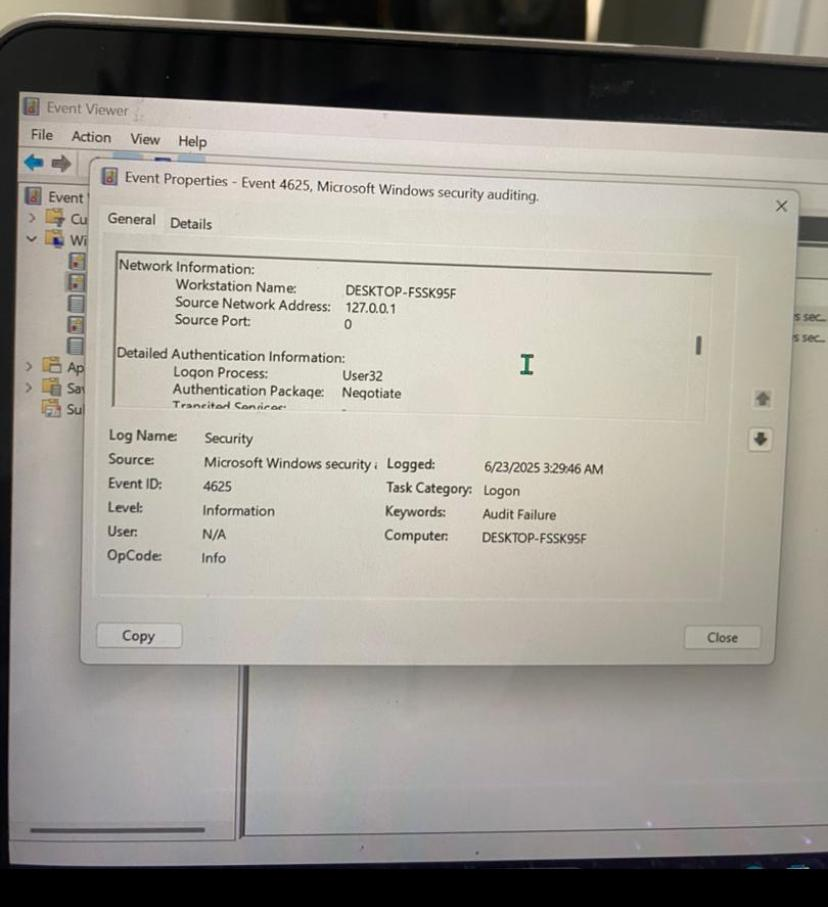 Event Viewer
File Action View Help
Event Properties - Event 4625, Microsoft Windows security auditing.
Event
Cu
Wi
Ap
Sa
Su
General Details
Network Information:
Workstation Name: DESKTOP-FSSK95F
Source Network Address: 127.0.0.1
Source Port: 0
Detailed Authentication Information:
Logon Process: User32
Authentication Package: Negotiate
Transited Services: -
s sec...
s sec...
Log Name: Security
Source: Microsoft Windows security Logged: 6/23/2025 3:29:46 AM
Event ID: 4625 Task Category: Logon
Level: Information Keywords: Audit Failure
User: N/A Computer: DESKTOP-FSSK95F
OpCode: Info
Copy Close